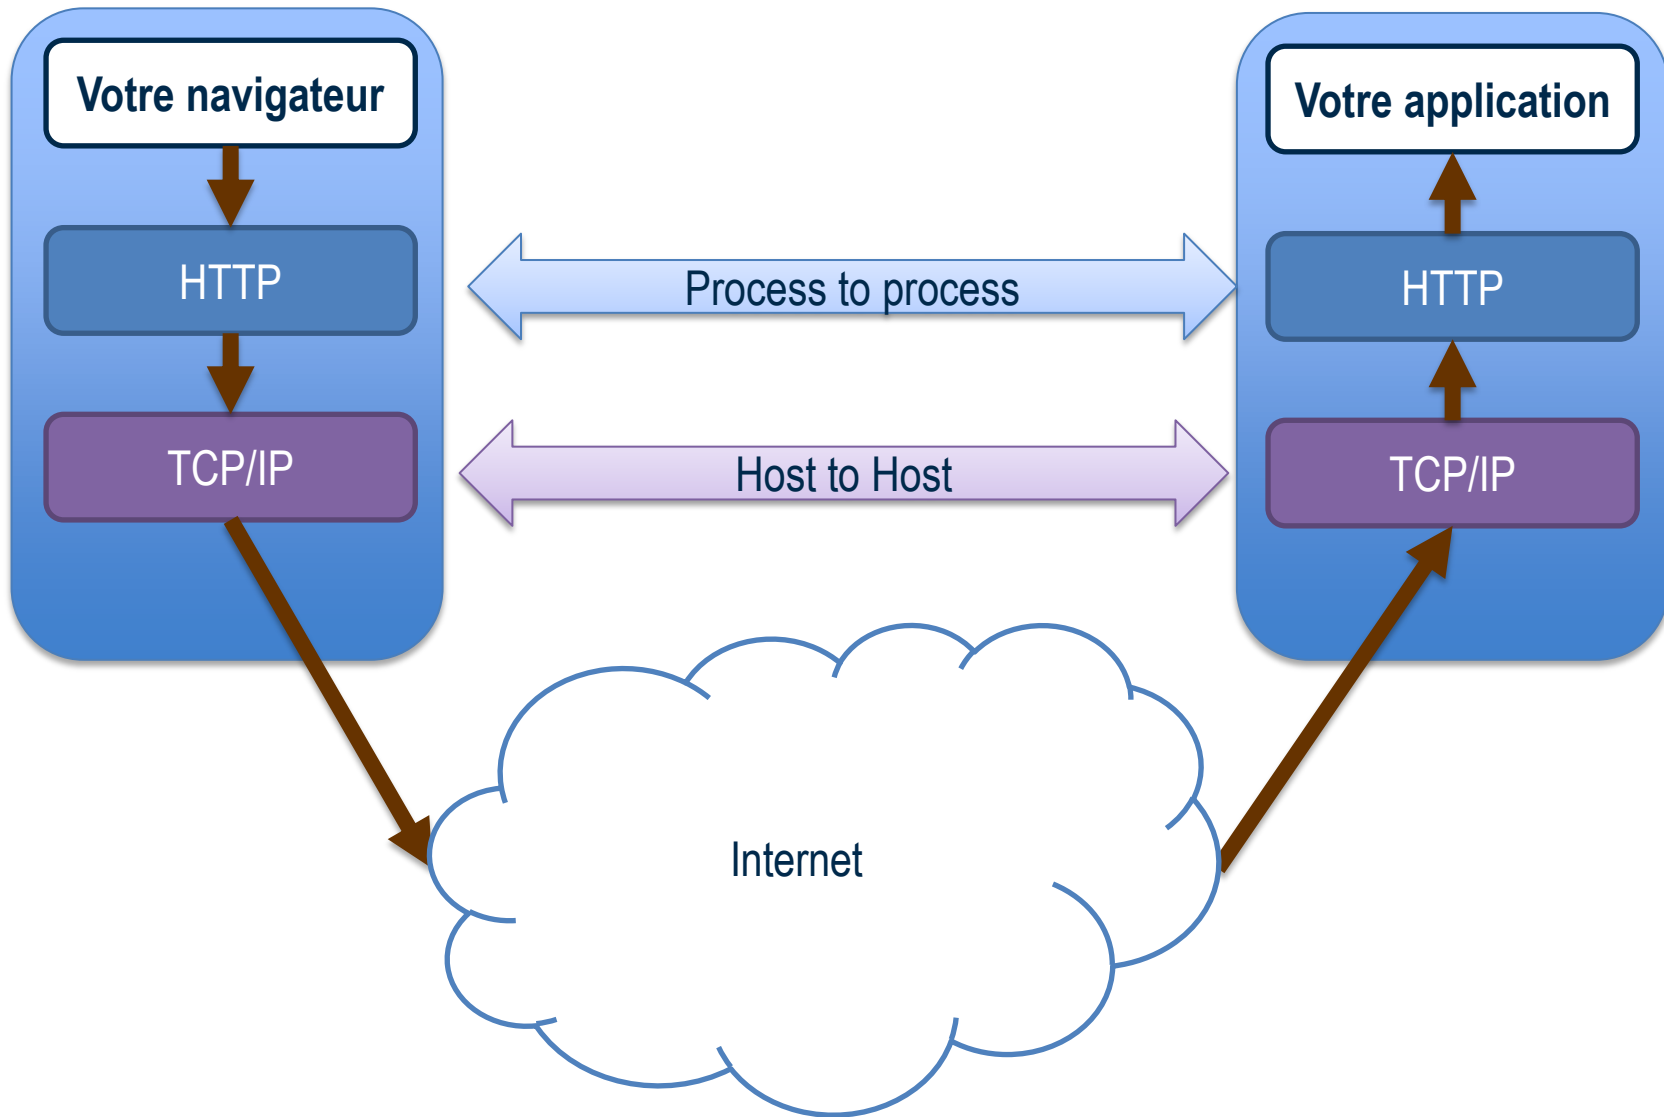 Votre navigateur
Votre application
HTTP
Process to process
HTTP
TCP/IP
Host to Host
TCP/IP
Internet